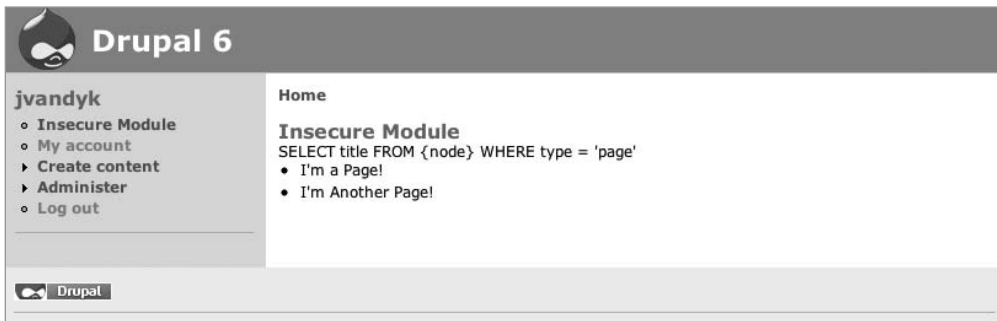 Drupal 6
jvandyk
Insecure Module
My account
Create content
Administer
Log out
Home
Insecure Module
SELECT title FROM {node} WHERE type = 'page'
I'm a Page!
I'm Another Page!
Drupal